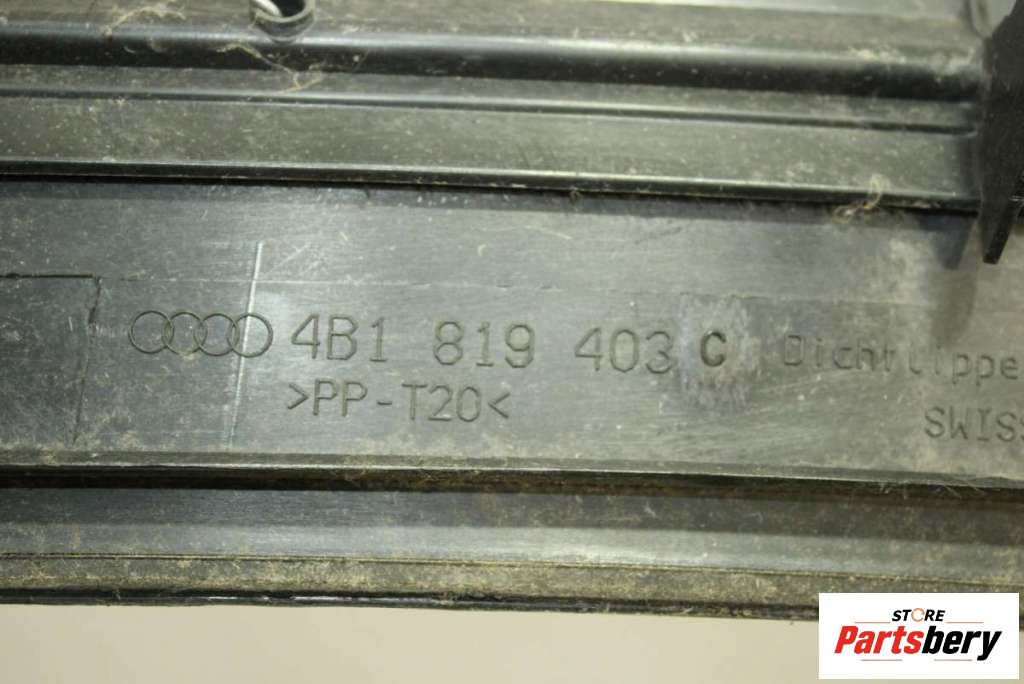 4B1 819 403 C Dichtlippe
>PP-T20<
SWISS
STORE
Partsbery